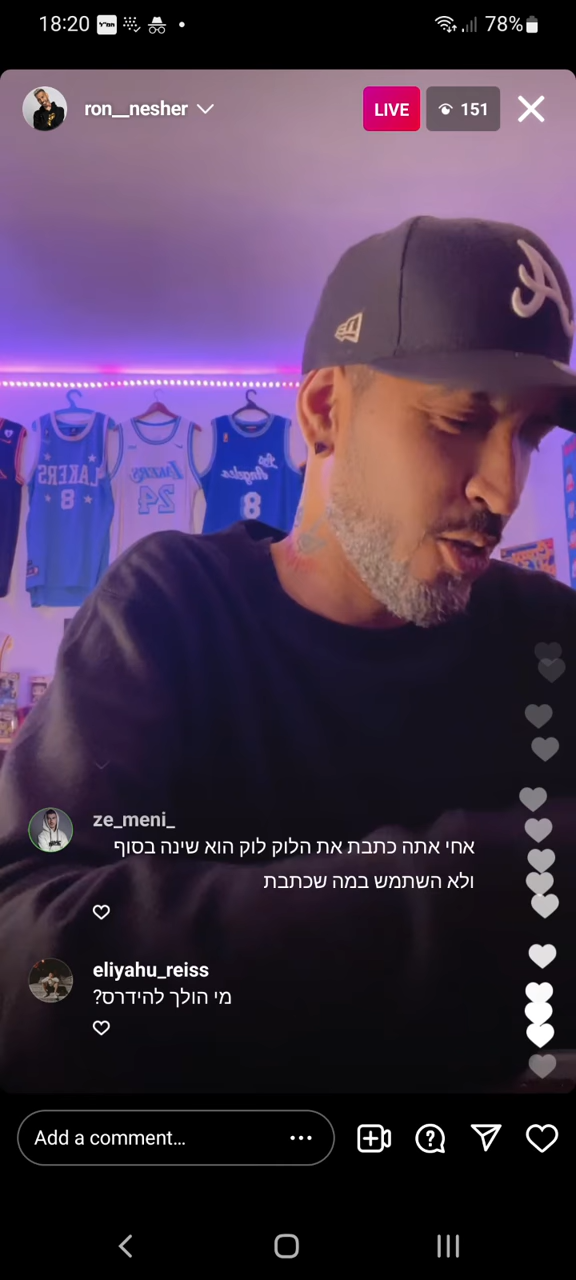 18:20
78%
ron__nesher
LIVE
151
LAKERS
8
Lakers
24
Los
Angeles
8
ze_meni_
אחי אתה כתבת את הלוק לוק הוא שינה בסוף
ולא השתמש במה שכתבת
eliyahu_reiss
מי הולך להידרס?
Add a comment...